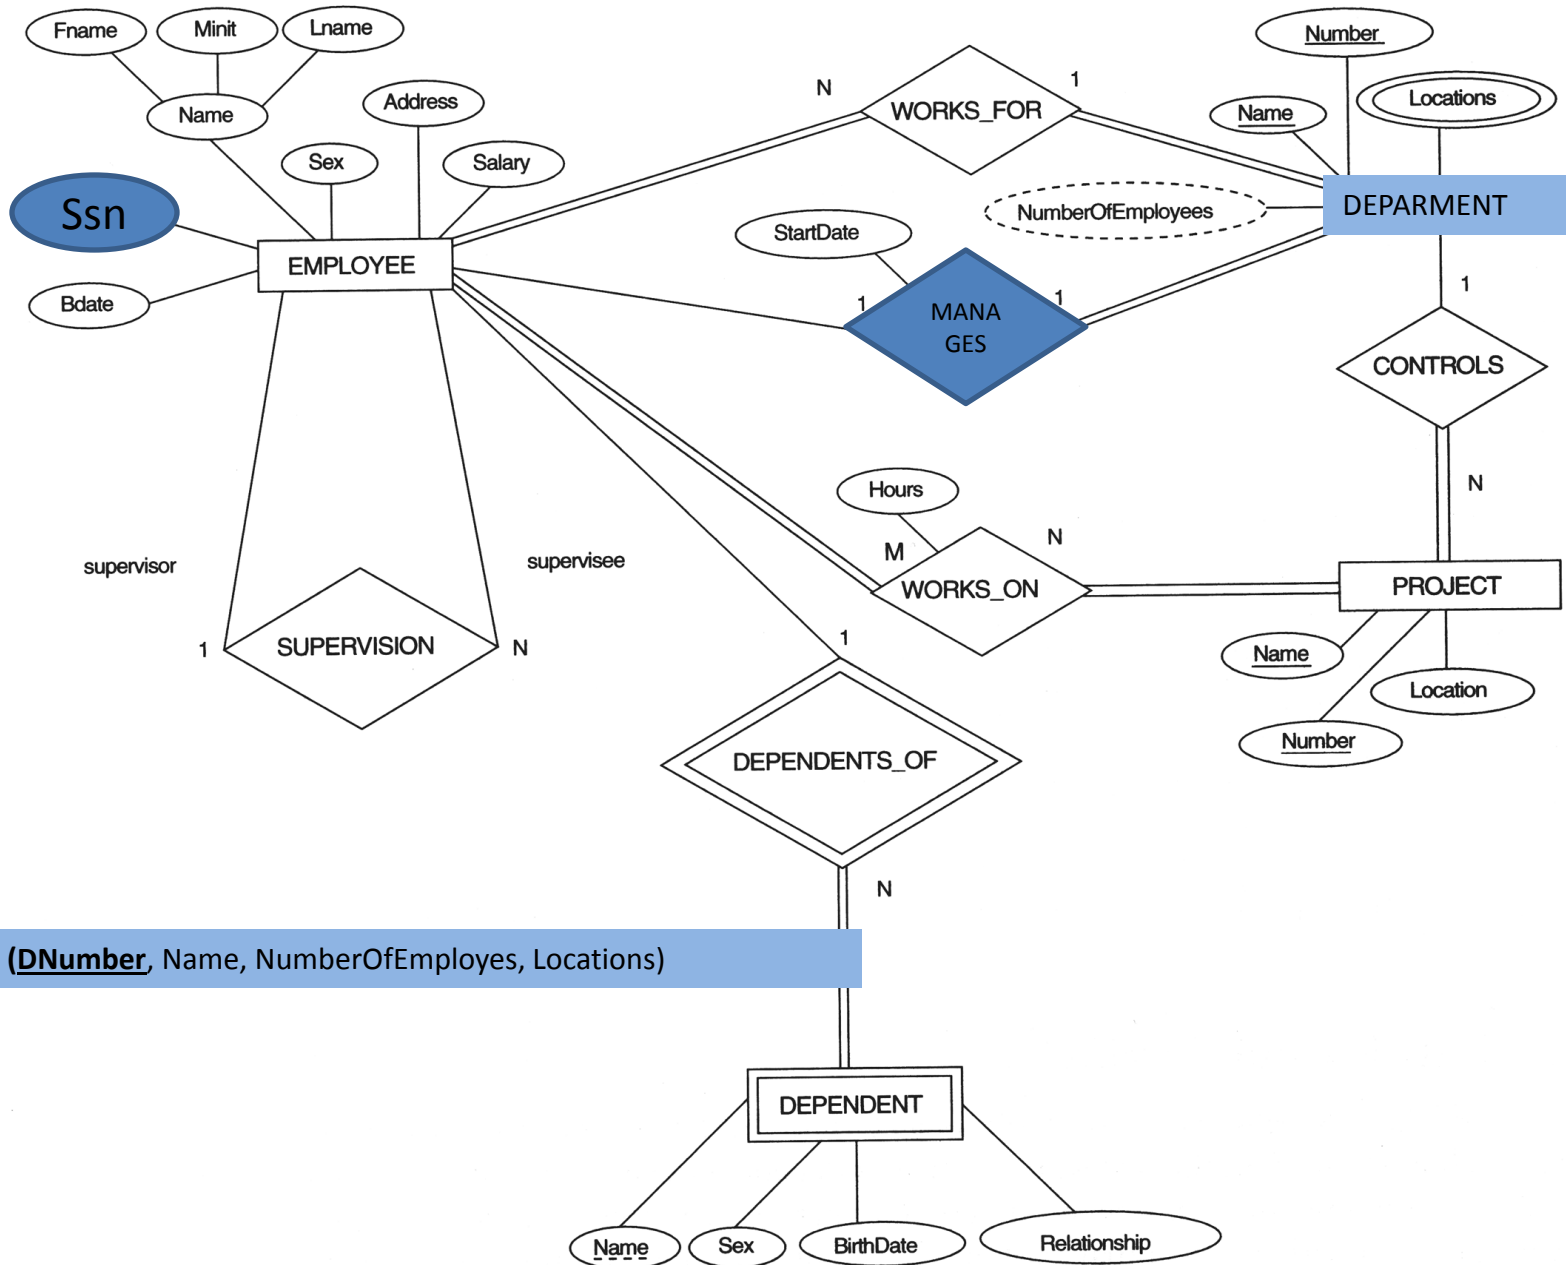 Fname
Minit
Lname
Number
Name
Address
N
WORKS_FOR
1
Name
Locations
Sex
Salary
Ssn
NumberOfEmployees
DEPARMENT
StartDate
EMPLOYEE
Bdate
1
MANA
GES
1
1
CONTROLS
Hours
N
M
N
supervisor
supervisee
WORKS_ON
PROJECT
1
SUPERVISION
N
1
Name
Location
Number
DEPENDENTS_OF
N
(DNumber, Name, NumberOfEmployes, Locations)
DEPENDENT
Name
Sex
BirthDate
Relationship